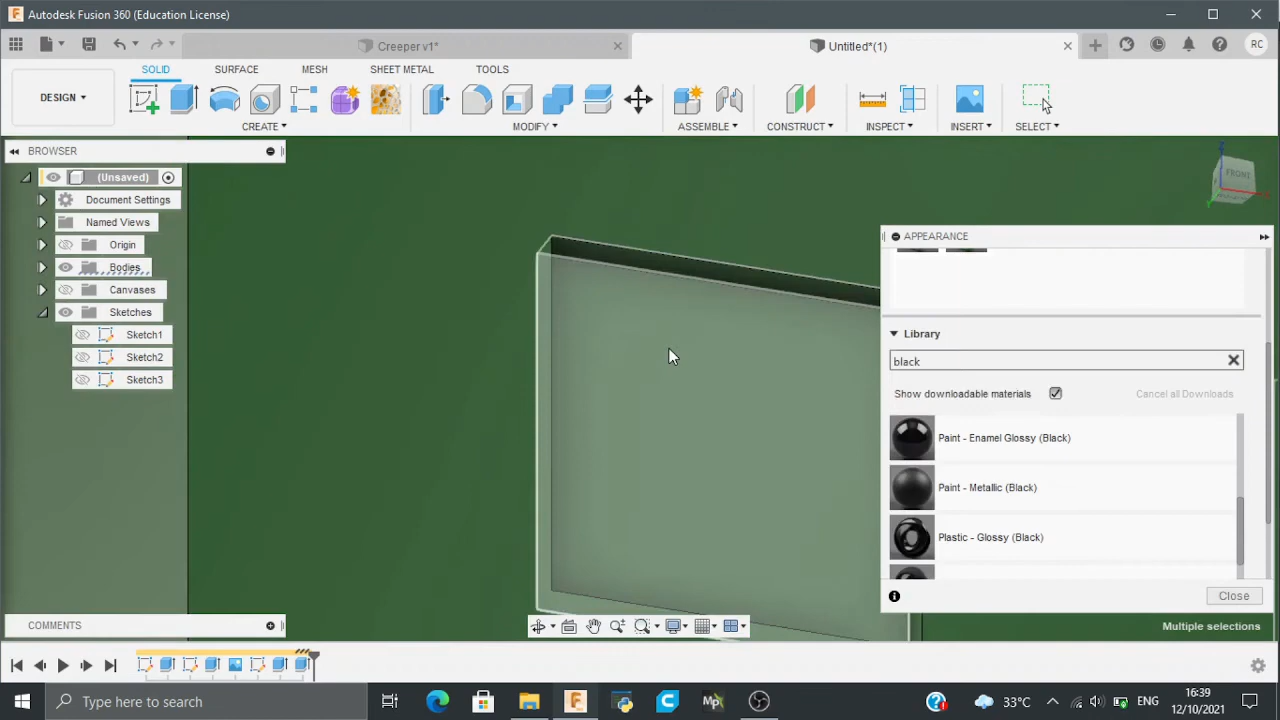 Autodesk Fusion 360 (Education License)
Creeper v1*
Untitled*(1)
RC
DESIGN
SOLID
SURFACE
MESH
SHEET METAL
TOOLS
CREATE
MODIFY
ASSEMBLE
CONSTRUCT
INSPECT
INSERT
SELECT
BROWSER
(Unsaved)
Document Settings
Named Views
Origin
Bodies
Canvases
Sketches
Sketch1
Sketch2
Sketch3
FRONT
Z
APPEARANCE
Library
black
Show downloadable materials
Cancel all Downloads
Paint - Enamel Glossy (Black)
Paint - Metallic (Black)
Plastic - Glossy (Black)
Close
Multiple selections
COMMENTS
Type here to search
33°C
ENG
16:39
12/10/2021